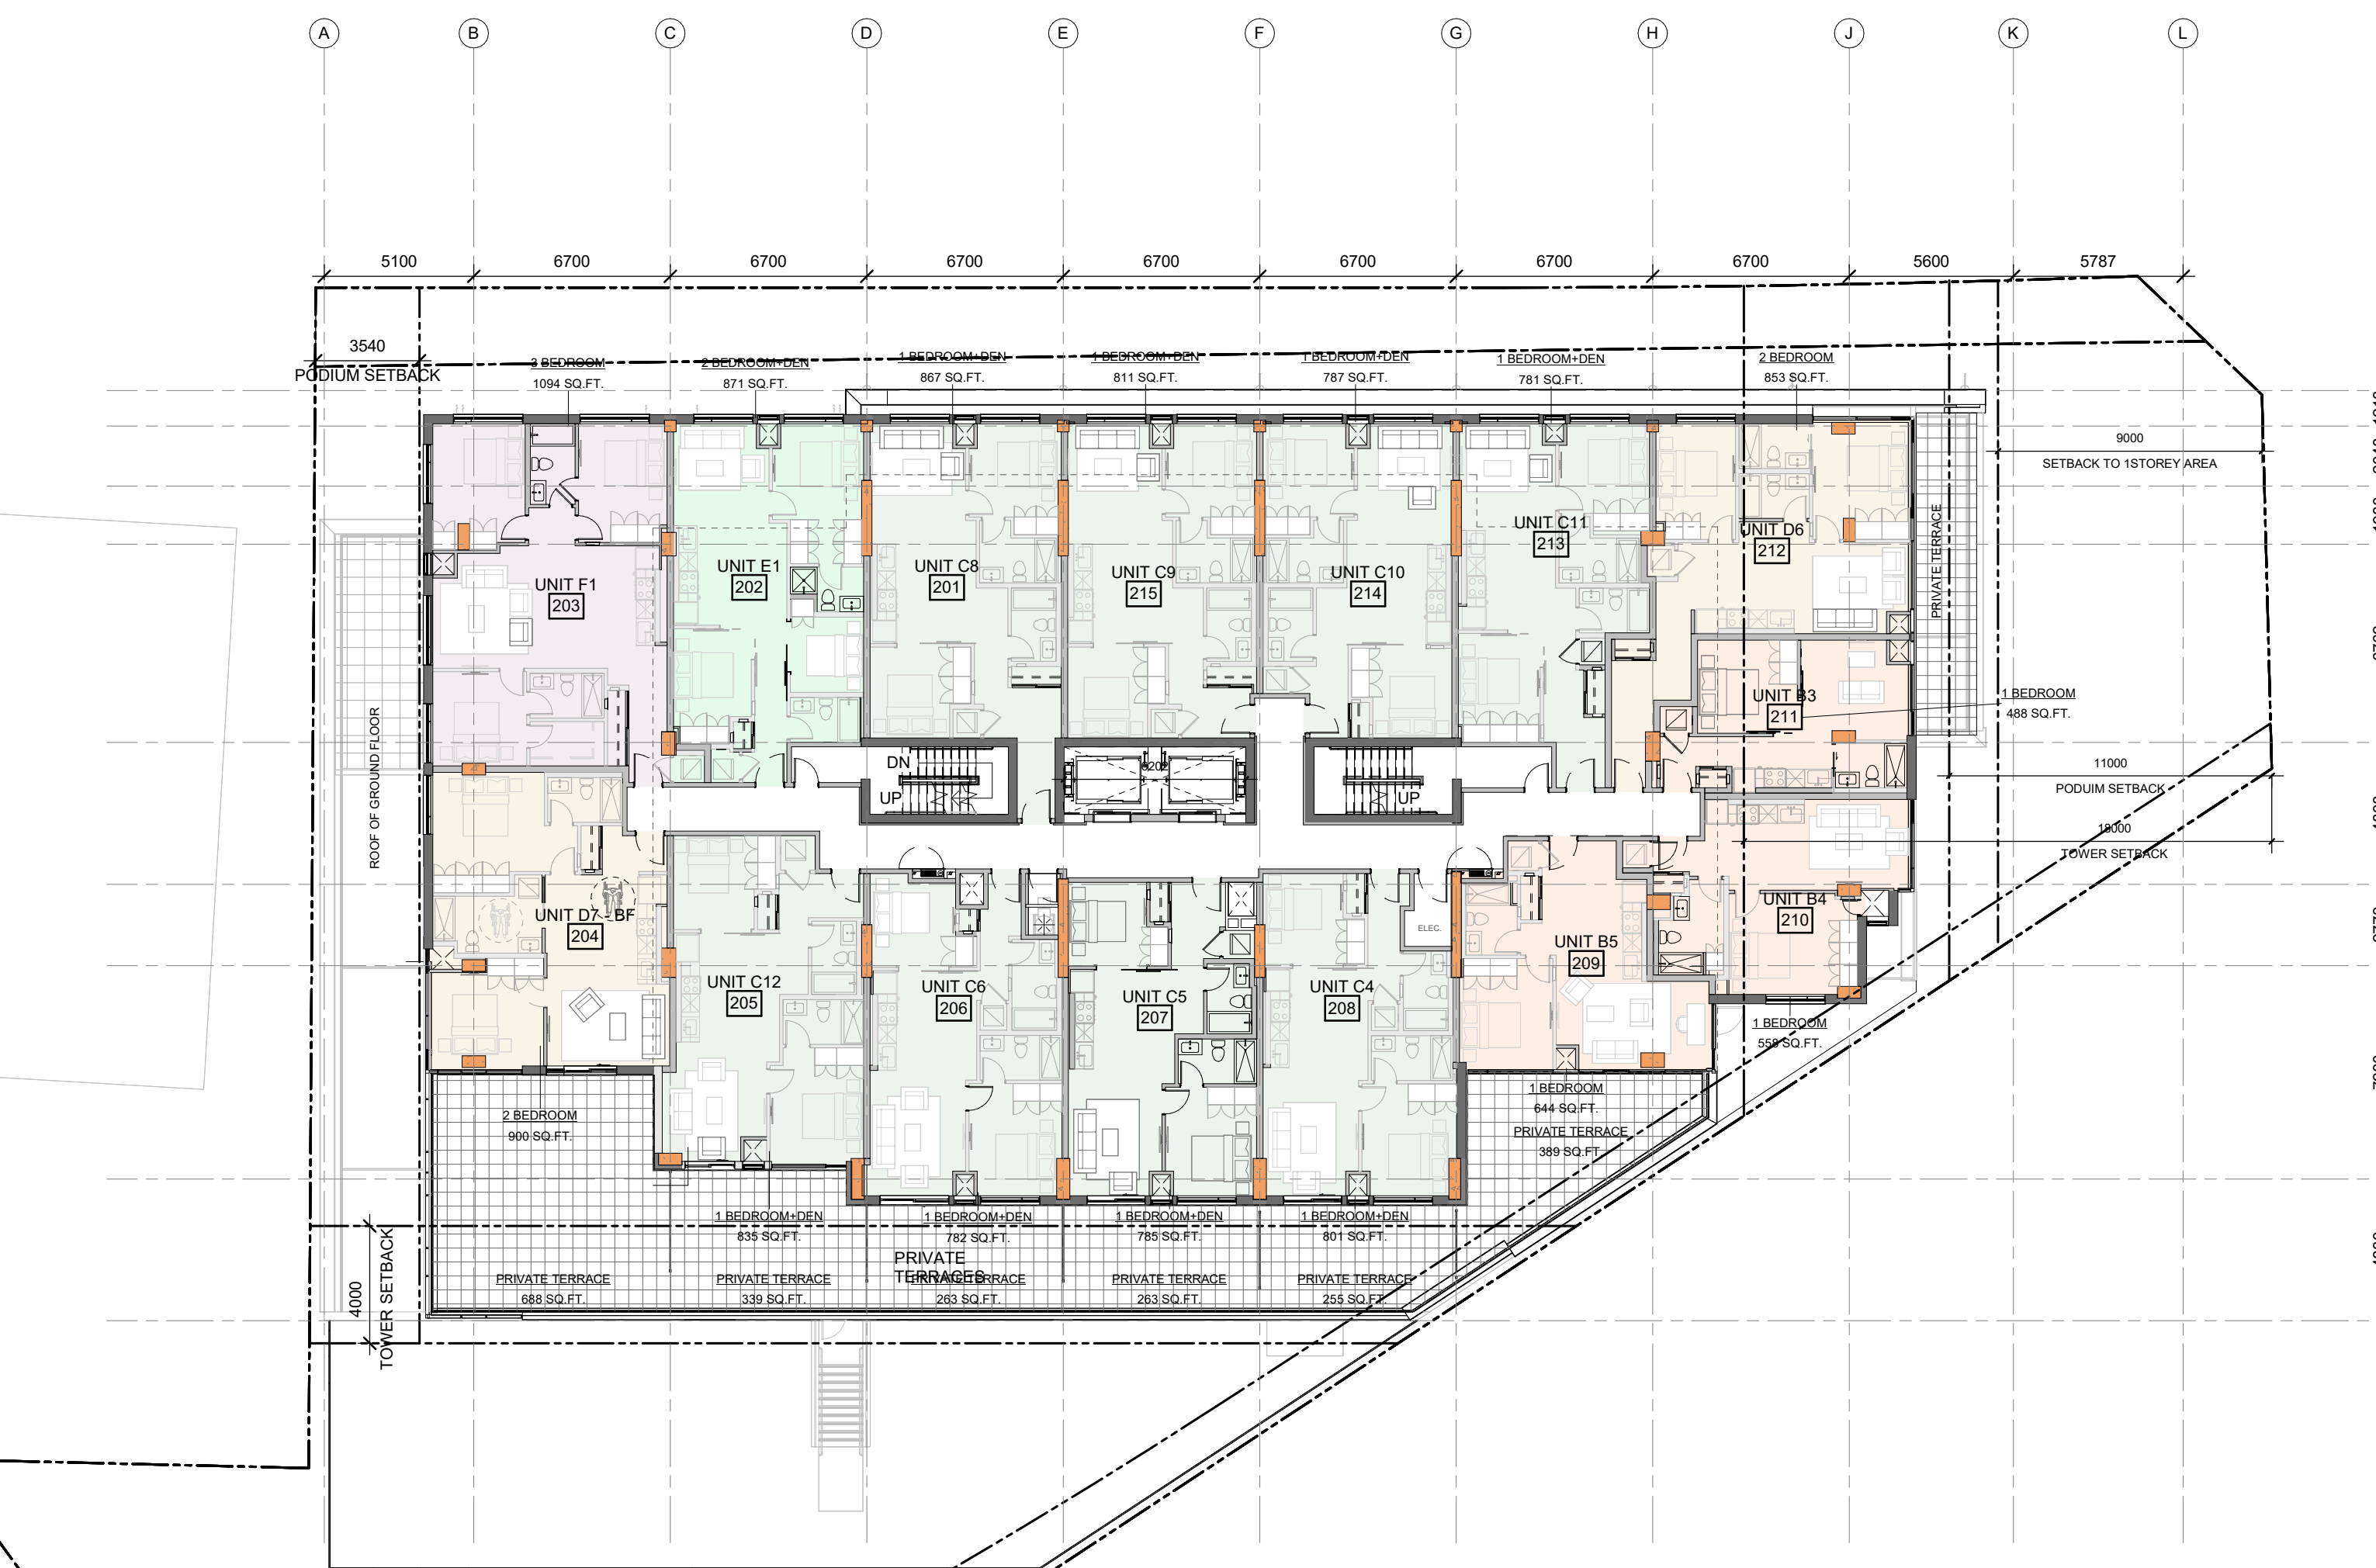 A
B
C
D
E
F
G
H
J
K
L
5100
6700
6700
6700
6700
6700
6700
6700
5600
5787
3540
PODIUM SETBACK
3 BEDROOM
1094 SQ.FT.
2 BEDROOM+DEN
871 SQ.FT.
1 BEDROOM+DEN
867 SQ.FT.
1 BEDROOM+DEN
811 SQ.FT.
1 BEDROOM+DEN
787 SQ.FT.
1 BEDROOM+DEN
781 SQ.FT.
2 BEDROOM
853 SQ.FT.
9000
SETBACK TO 1STOREY AREA
PRIVATE TERRACE
UNIT F1
203
UNIT E1
202
UNIT C8
201
UNIT C9
215
UNIT C10
214
UNIT C11
213
UNIT D6
212
UNIT B3
211
1 BEDROOM
488 SQ.FT.
ROOF OF GROUND FLOOR
DN
UP
UP
11000
PODUIM SETBACK
18000
TOWER SETBACK
UNIT D7 - BF
204
UNIT C12
205
UNIT C6
206
UNIT C5
207
UNIT C4
208
ELEC.
UNIT B5
209
UNIT B4
210
1 BEDROOM
558 SQ.FT.
2 BEDROOM
900 SQ.FT.
1 BEDROOM
644 SQ.FT.
PRIVATE TERRACE
389 SQ.FT.
1 BEDROOM+DEN
835 SQ.FT.
1 BEDROOM+DEN
782 SQ.FT.
1 BEDROOM+DEN
785 SQ.FT.
1 BEDROOM+DEN
801 SQ.FT.
PRIVATE
TERRACES
PRIVATE TERRACE
688 SQ.FT.
PRIVATE TERRACE
339 SQ.FT.
PRIVATE TERRACE
263 SQ.FT.
PRIVATE TERRACE
263 SQ.FT.
PRIVATE TERRACE
255 SQ.FT.
4000
TOWER SETBACK